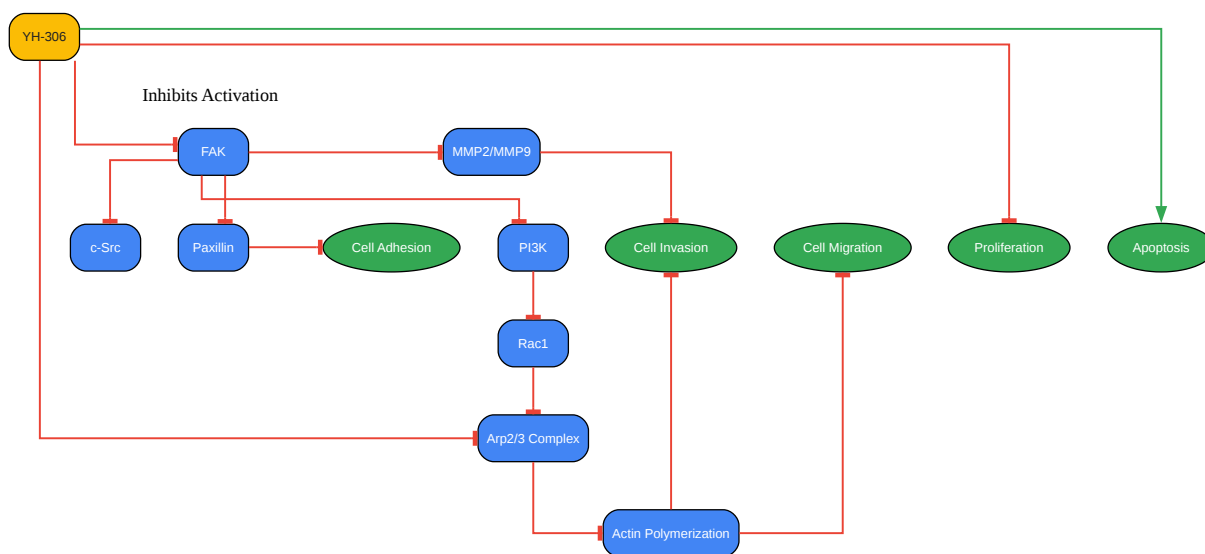 YH-306
Inhibits Activation
FAK
MMP2/MMP9
c-Src
Paxillin
Cell Adhesion
PI3K
Cell Invasion
Cell Migration
Proliferation
Apoptosis
Rac1
Arp2/3 Complex
Actin Polymerization